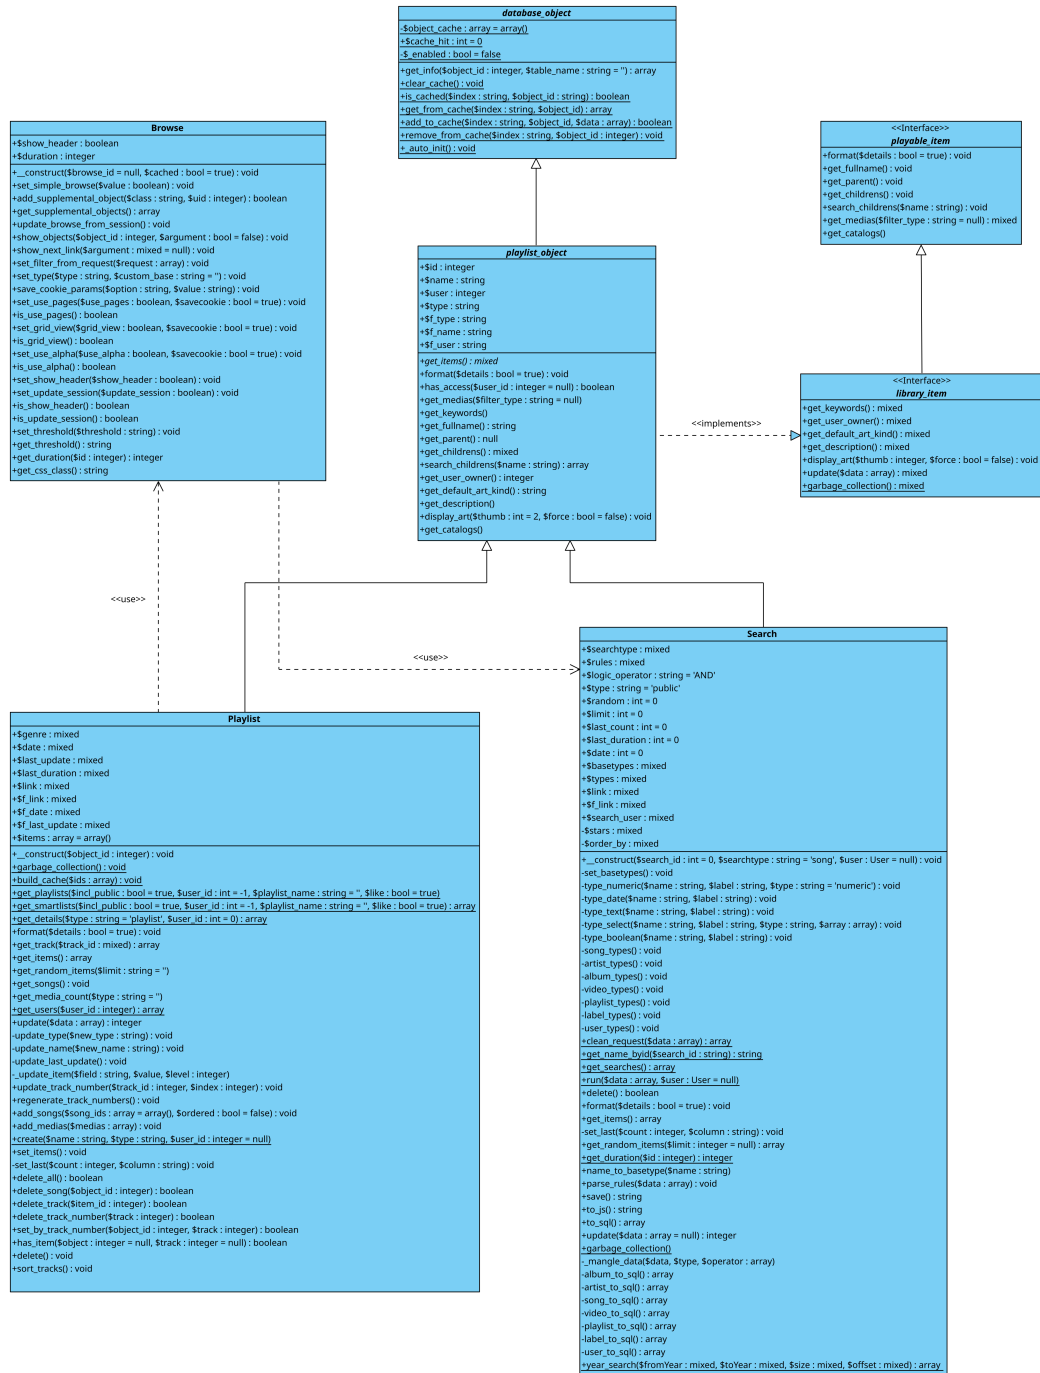 database_object
-$object_cache : array = array()
+$cache_hit : int = 0
-$_enabled : bool = false
+get_info($object_id : integer, $table_name : string = '') : array
+clear_cache() : void
+is_cached($index : string, $object_id : string) : boolean
+get_from_cache($index : string, $object_id) : array
+add_to_cache($index : string, $object_id, $data : array) : boolean
+remove_from_cache($index : string, $object_id : integer) : void
+_auto_init() : void
Browse
+$show_header : boolean
+$duration : integer
+__construct($browse_id = null, $cached : bool = true) : void
+set_simple_browse($value : boolean) : void
+add_supplemental_object($class : string, $uid : integer) : boolean
+get_supplemental_objects() : array
+update_browse_from_session() : void
+show_objects($object_id : integer, $argument : bool = false) : void
+show_next_link($argument : mixed = null) : void
+set_filter_from_request($request : array) : void
+set_type($type : string, $custom_base : string = '') : void
+save_cookie_params($option : string, $value : string) : void
+set_use_pages($use_pages : boolean, $savecookie : bool = true) : void
+is_use_pages() : boolean
+set_grid_view($grid_view : boolean, $savecookie : bool = true) : void
+is_grid_view() : boolean
+set_use_alpha($use_alpha : boolean, $savecookie : bool = true) : void
+is_use_alpha() : boolean
+set_show_header($show_header : boolean) : void
+set_update_session($update_session : boolean) : void
+is_show_header() : boolean
+is_update_session() : boolean
+set_threshold($threshold : string) : void
+get_threshold() : string
+get_duration($id : integer) : integer
+get_css_class() : string
<<Interface>>
playable_item
+format($details : bool = true) : void
+get_fullname() : void
+get_parent() : void
+get_childrens() : void
+search_childrens($name : string) : void
+get_medias($filter_type : string = null) : mixed
+get_catalogs()
playlist_object
+$id : integer
+$name : string
+$user : integer
+$type : string
+$f_type : string
+$f_name : string
+$f_user : string
+get_items() : mixed
+format($details : bool = true) : void
+has_access($user_id : integer = null) : boolean
+get_medias($filter_type : string = null)
+get_keywords()
+get_fullname() : string
+get_parent() : null
+get_childrens() : mixed
+search_childrens($name : string) : array
+get_user_owner() : integer
+get_default_art_kind() : string
+get_description()
+display_art($thumb : int = 2, $force : bool = false) : void
+get_catalogs()
<<implements>>
<<Interface>>
library_item
+get_keywords() : mixed
+get_user_owner() : mixed
+get_default_art_kind() : mixed
+get_description() : mixed
+display_art($thumb : integer, $force : bool = false) : void
+update($data : array) : mixed
+garbage_collection() : mixed
<<use>>
<<use>>
Playlist
+$genre : mixed
+$date : mixed
+$last_update : mixed
+$last_duration : mixed
+$link : mixed
+$f_link : mixed
+$f_date : mixed
+$f_last_update : mixed
+$items : array = array()
+__construct($object_id : integer) : void
+garbage_collection() : void
+build_cache($ids : array) : void
+get_playlists($incl_public : bool = true, $user_id : int = -1, $playlist_name : string = '', $like : bool = true)
+get_smartlists($incl_public : bool = true, $user_id : int = -1, $playlist_name : string = '', $like : bool = true) : array
+get_details($type : string = 'playlist', $user_id : int = 0) : array
+format($details : bool = true) : void
+get_track($track_id : mixed) : array
+get_items() : array
+get_random_items($limit : string = '')
+get_songs() : void
+get_media_count($type : string = '')
+get_users($user_id : integer) : array
+update($data : array) : integer
-update_type($new_type : string) : void
-update_name($new_name : string) : void
-update_last_update() : void
-_update_item($field : string, $value, $level : integer)
+update_track_number($track_id : integer, $index : integer) : void
+regenerate_track_numbers() : void
+add_songs($song_ids : array = array(), $ordered : bool = false) : void
+add_medias($medias : array) : void
+create($name : string, $type : string, $user_id : integer = null)
+set_items() : void
-set_last($count : integer, $column : string) : void
+delete_all() : boolean
+delete_song($object_id : integer) : boolean
+delete_track($item_id : integer) : boolean
+delete_track_number($track : integer) : boolean
+set_by_track_number($object_id : integer, $track : integer) : boolean
+has_item($object : integer = null, $track : integer = null) : boolean
+delete() : void
+sort_tracks() : void
Search
+$searchtype : mixed
+$rules : mixed
+$logic_operator : string = 'AND'
+$type : string = 'public'
+$random : int = 0
+$limit : int = 0
+$last_count : int = 0
+$last_duration : int = 0
+$date : int = 0
+$basetypes : mixed
+$types : mixed
+$link : mixed
+$f_link : mixed
+$search_user : mixed
-$stars : mixed
-$order_by : mixed
+__construct($search_id : int = 0, $searchtype : string = 'song', $user : User = null) : void
-set_basetypes() : void
-type_numeric($name : string, $label : string, $type : string = 'numeric') : void
-type_date($name : string, $label : string) : void
-type_text($name : string, $label : string) : void
-type_select($name : string, $label : string, $type : string, $array : array) : void
-type_boolean($name : string, $label : string) : void
-song_types() : void
-artist_types() : void
-album_types() : void
-video_types() : void
-playlist_types() : void
-label_types() : void
-user_types() : void
+clean_request($data : array) : array
+get_name_byid($search_id : string) : string
+get_searches() : array
+run($data : array, $user : User = null)
+delete() : boolean
+format($details : bool = true) : void
+get_items() : array
-set_last($count : integer, $column : string) : void
+get_random_items($limit : integer = null) : array
+get_duration($id : integer) : integer
+name_to_basetype($name : string)
+parse_rules($data : array) : void
+save() : string
+to_js() : string
+to_sql() : array
+update($data : array = null) : integer
+garbage_collection()
-_mangle_data($data, $type, $operator : array)
-album_to_sql() : array
-artist_to_sql() : array
-song_to_sql() : array
-video_to_sql() : array
-playlist_to_sql() : array
-label_to_sql() : array
-user_to_sql() : array
+year_search($fromYear : mixed, $toYear : mixed, $size : mixed, $offset : mixed) : array